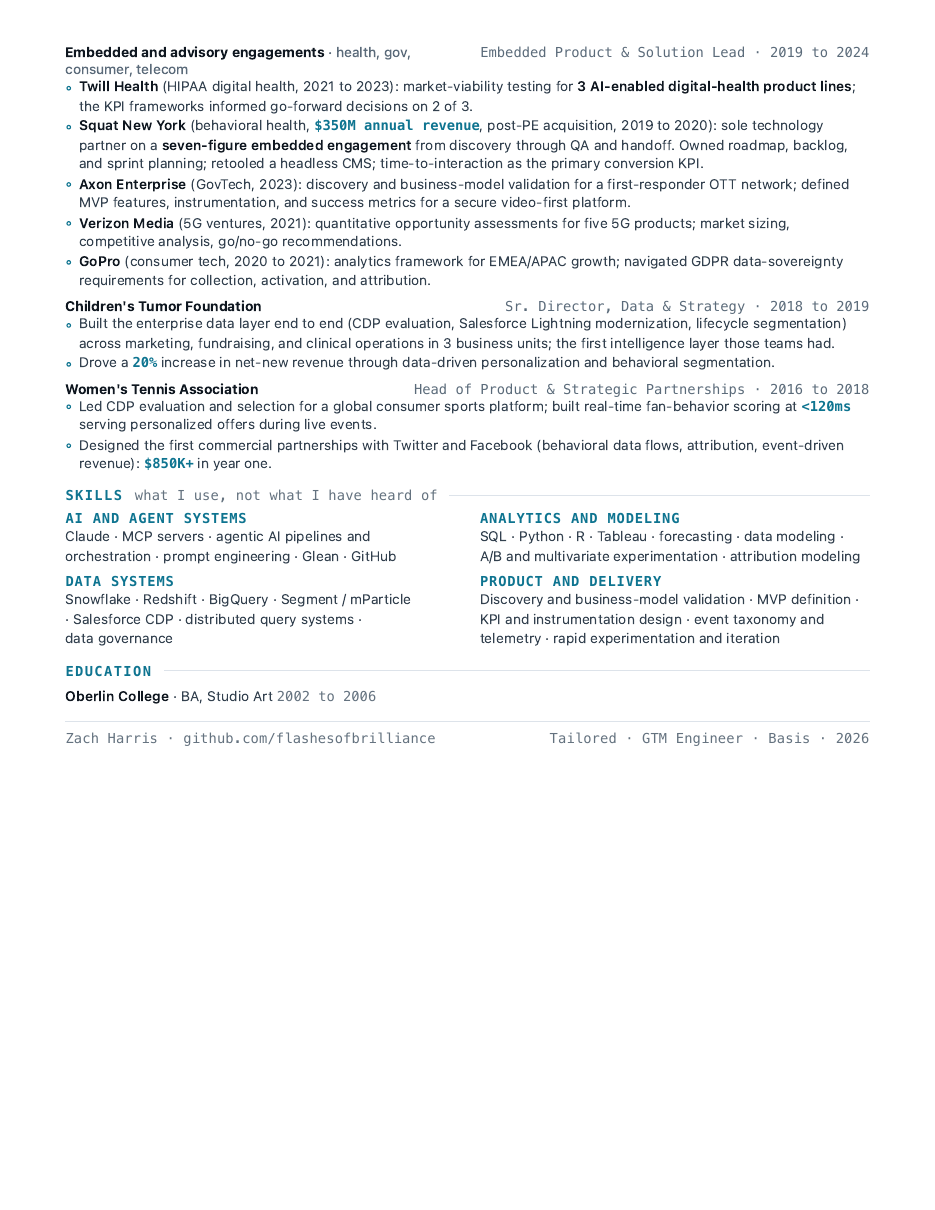 Embedded and advisory engagements · health, gov, consumer, telecom
Embedded Product & Solution Lead · 2019 to 2024
Twill Health (HIPAA digital health, 2021 to 2023): market-viability testing for 3 AI-enabled digital-health product lines;
the KPI frameworks informed go-forward decisions on 2 of 3.
Squat New York (behavioral health, $350M annual revenue, post-PE acquisition, 2019 to 2020): sole technology
partner on a seven-figure embedded engagement from discovery through QA and handoff. Owned roadmap, backlog,
and sprint planning; retooled a headless CMS; time-to-interaction as the primary conversion KPI.
Axon Enterprise (GovTech, 2023): discovery and business-model validation for a first-responder OTT network; defined
MVP features, instrumentation, and success metrics for a secure video-first platform.
Verizon Media (5G ventures, 2021): quantitative opportunity assessments for five 5G products; market sizing,
competitive analysis, go/no-go recommendations.
GoPro (consumer tech, 2020 to 2021): analytics framework for EMEA/APAC growth; navigated GDPR data-sovereignty
requirements for collection, activation, and attribution.
Children's Tumor Foundation
Sr. Director, Data & Strategy · 2018 to 2019
Built the enterprise data layer end to end (CDP evaluation, Salesforce Lightning modernization, lifecycle segmentation)
across marketing, fundraising, and clinical operations in 3 business units; the first intelligence layer those teams had.
Drove a 20% increase in net-new revenue through data-driven personalization and behavioral segmentation.
Women's Tennis Association
Head of Product & Strategic Partnerships · 2016 to 2018
Led CDP evaluation and selection for a global consumer sports platform; built real-time fan-behavior scoring at <120ms
serving personalized offers during live events.
Designed the first commercial partnerships with Twitter and Facebook (behavioral data flows, attribution, event-driven
revenue): $850K+ in year one.
SKILLS what I use, not what I have heard of
AI AND AGENT SYSTEMS
Claude · MCP servers · agentic AI pipelines and
orchestration · prompt engineering · Glean · GitHub
ANALYTICS AND MODELING
SQL · Python · R · Tableau · forecasting · data modeling ·
A/B and multivariate experimentation · attribution modeling
DATA SYSTEMS
Snowflake · Redshift · BigQuery · Segment / mParticle
· Salesforce CDP · distributed query systems ·
data governance
PRODUCT AND DELIVERY
Discovery and business-model validation · MVP definition ·
KPI and instrumentation design · event taxonomy and
telemetry · rapid experimentation and iteration
EDUCATION
Oberlin College · BA, Studio Art 2002 to 2006
Zach Harris · github.com/flashesofbrilliance
Tailored · GTM Engineer · Basis · 2026